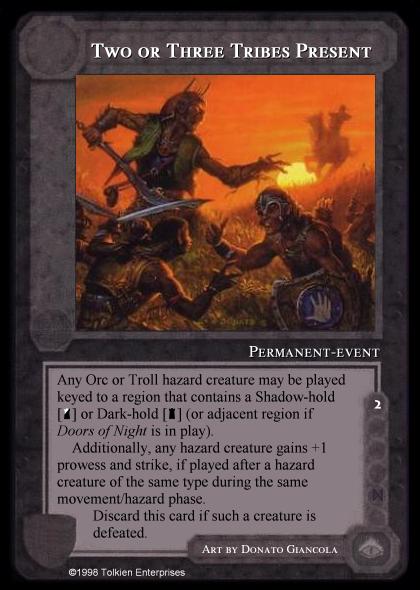 Two or Three Tribes Present
Permanent-event
Any Orc or Troll hazard creature may be played
keyed to a region that contains a Shadow-hold
[] or Dark-hold [] (or adjacent region if
Doors of Night is in play).
Additionally, any hazard creature gains +1
prowess and strike, if played after a hazard
creature of the same type during the same
movement/hazard phase.
Discard this card if such a creature is
defeated.
2
Art by Donato Giancola
©1998 Tolkien Enterprises